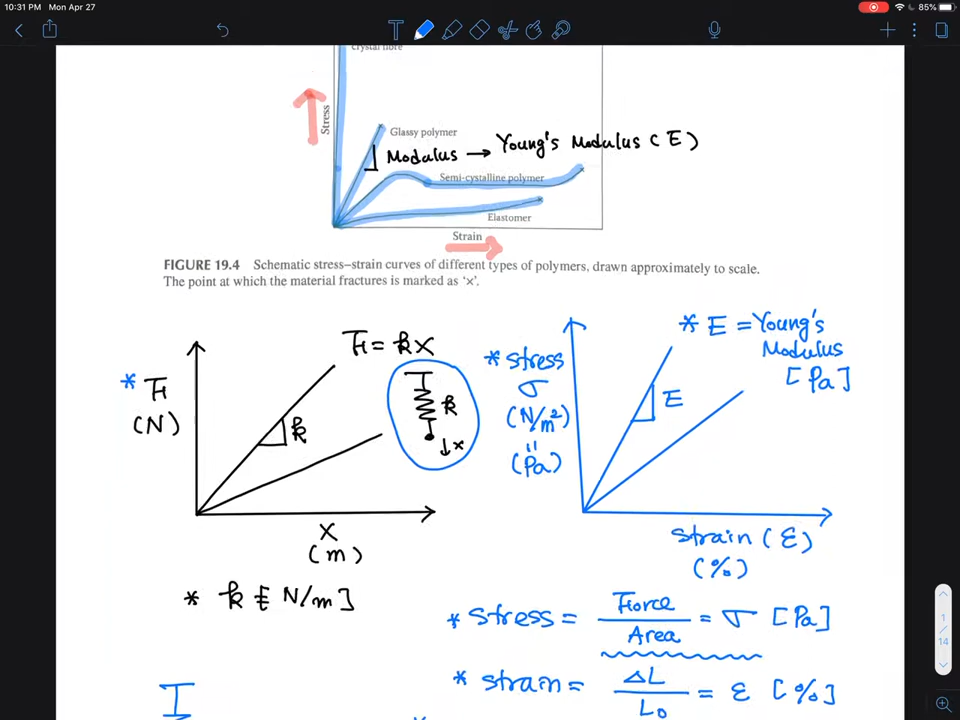 10:31 PM Mon Apr 27
85%
Crystal fibre
Stress
Glassy polymer
Modulus → Young's Modulus (E)
Semi-cystalline polymer
Elastomer
Strain
FIGURE 19.4 Schematic stress–strain curves of different types of polymers, drawn approximately to scale.
The point at which the material fractures is marked as 'x'.
F = kx
* F
(N)
k
k
↓x
x
(m)
* k [ N/m ]
* E = Young's
Modulus
[Pa]
* stress
σ
(N/m²)
"
(Pa)
E
strain (ε)
(%)
* stress = Force / Area = σ [Pa]
* strain = ΔL / L₀ = ε [%]
1
/
14